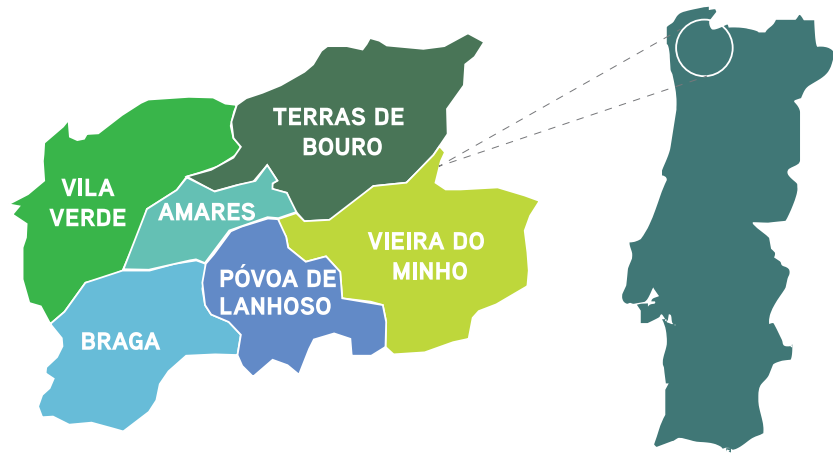 TERRAS DE
BOURO
VILA
VERDE
AMARES
VIEIRA DO
MINHO
PÓVOA DE
LANHOSO
BRAGA